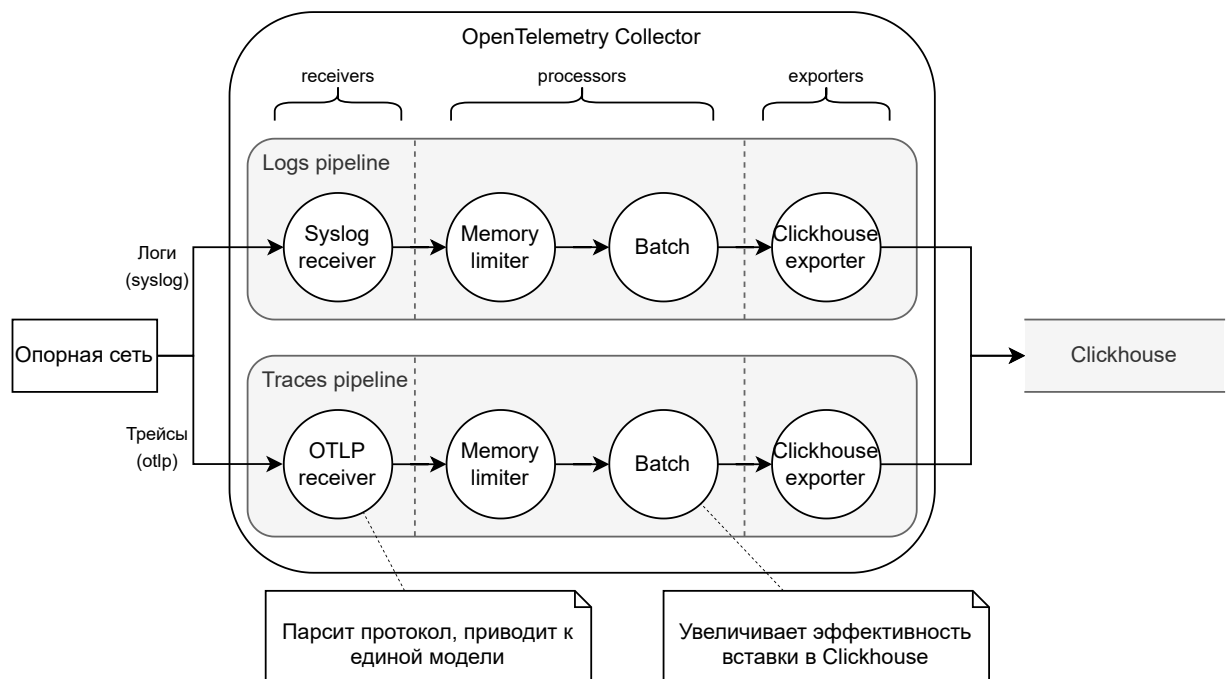 OpenTelemetry Collector
receivers
processors
exporters
Logs pipeline
Syslog
receiver
Memory
limiter
Batch
Clickhouse
exporter
Логи
(syslog)
Опорная сеть
Clickhouse
Traces pipeline
Трейсы
(otlp)
OTLP
receiver
Memory
limiter
Batch
Clickhouse
exporter
Парсит протокол, приводит к
единой модели
Увеличивает эффективность
вставки в Clickhouse